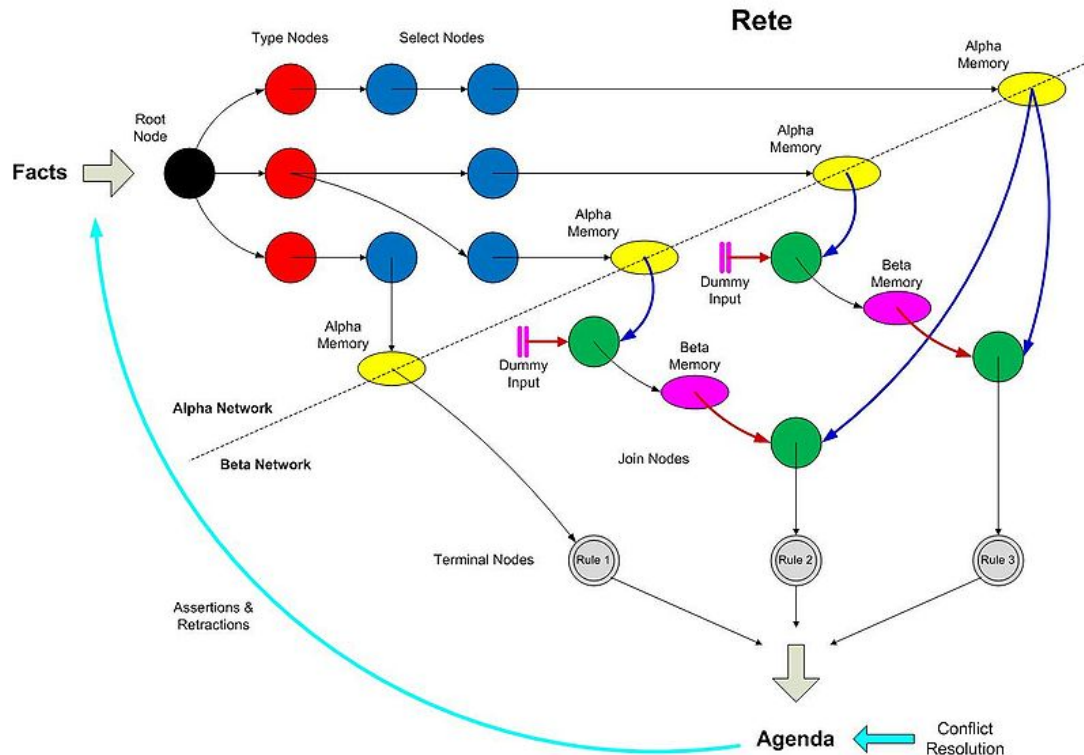 Rete
Type Nodes
Select Nodes
Alpha
Memory
Root
Node
Alpha
Memory
Facts
Alpha
Memory
Dummy
Input
Beta
Memory
Alpha
Memory
Dummy
Input
Beta
Memory
Alpha Network
Beta Network
Join Nodes
Terminal Nodes
Rule 1
Rule 2
Rule 3
Assertions &
Retractions
Agenda
Conflict
Resolution